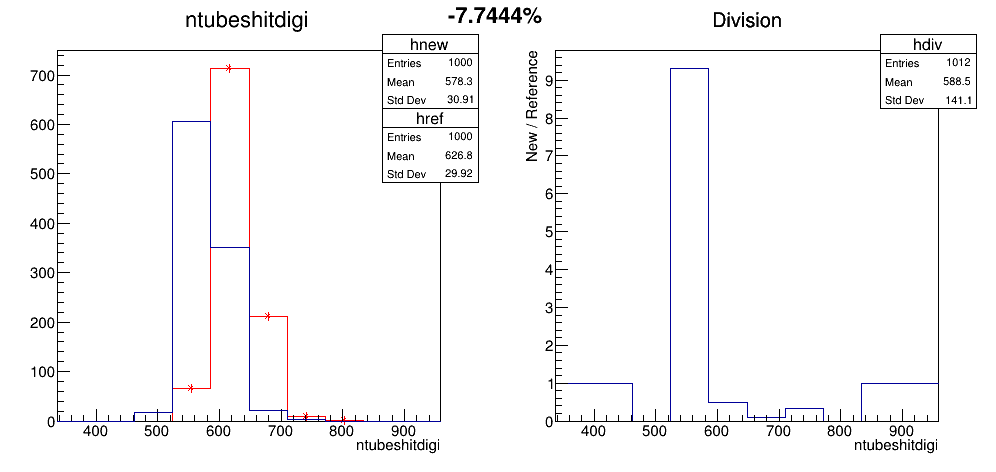 -7.7444%
ntubeshitdigi
hnew
Entries 1000
Mean 578.3
Std Dev 30.91
href
Entries 1000
Mean 626.8
Std Dev 29.92
700
600
500
400
300
200
100
0
400 500 600 700 800 900
ntubeshitdigi
Division
hdiv
Entries 1012
Mean 588.5
Std Dev 141.1
New / Reference
9
8
7
6
5
4
3
2
1
0
400 500 600 700 800 900
ntubeshitdigi